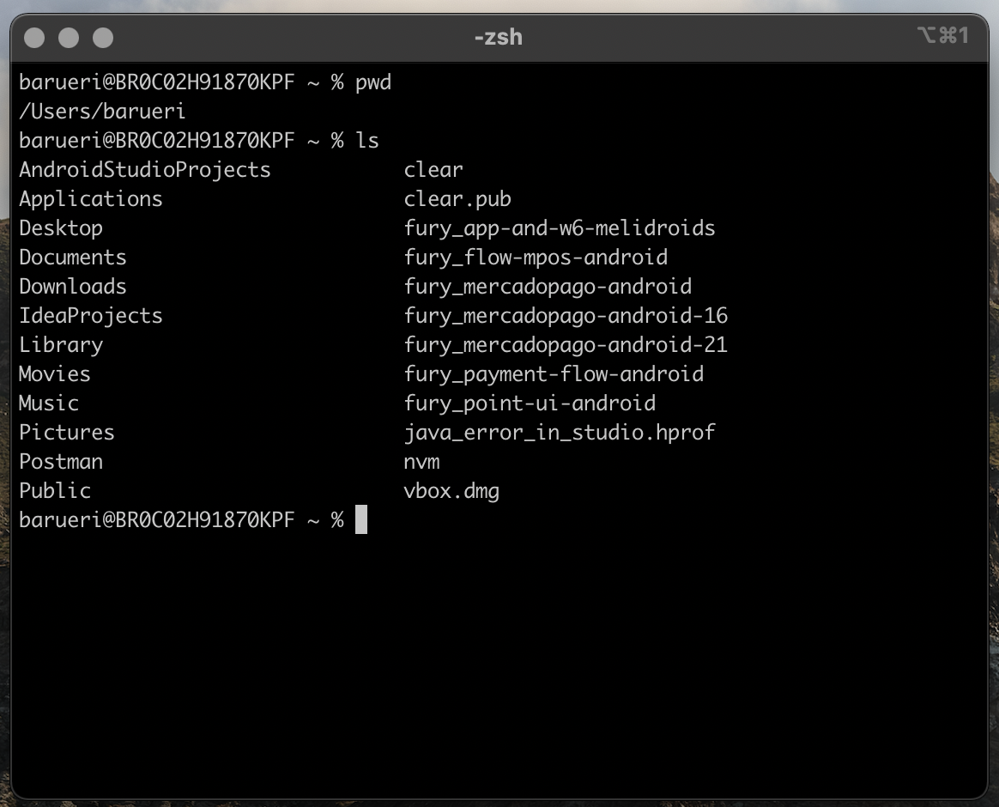 -zsh ⌥⌘1
barueri@BR0C02H91870KPF ~ % pwd
/Users/barueri
barueri@BR0C02H91870KPF ~ % ls
AndroidStudioProjects clear
Applications clear.pub
Desktop fury_app-and-w6-melidroids
Documents fury_flow-mpos-android
Downloads fury_mercadopago-android
IdeaProjects fury_mercadopago-android-16
Library fury_mercadopago-android-21
Movies fury_payment-flow-android
Music fury_point-ui-android
Pictures java_error_in_studio.hprof
Postman nvm
Public vbox.dmg
barueri@BR0C02H91870KPF ~ %